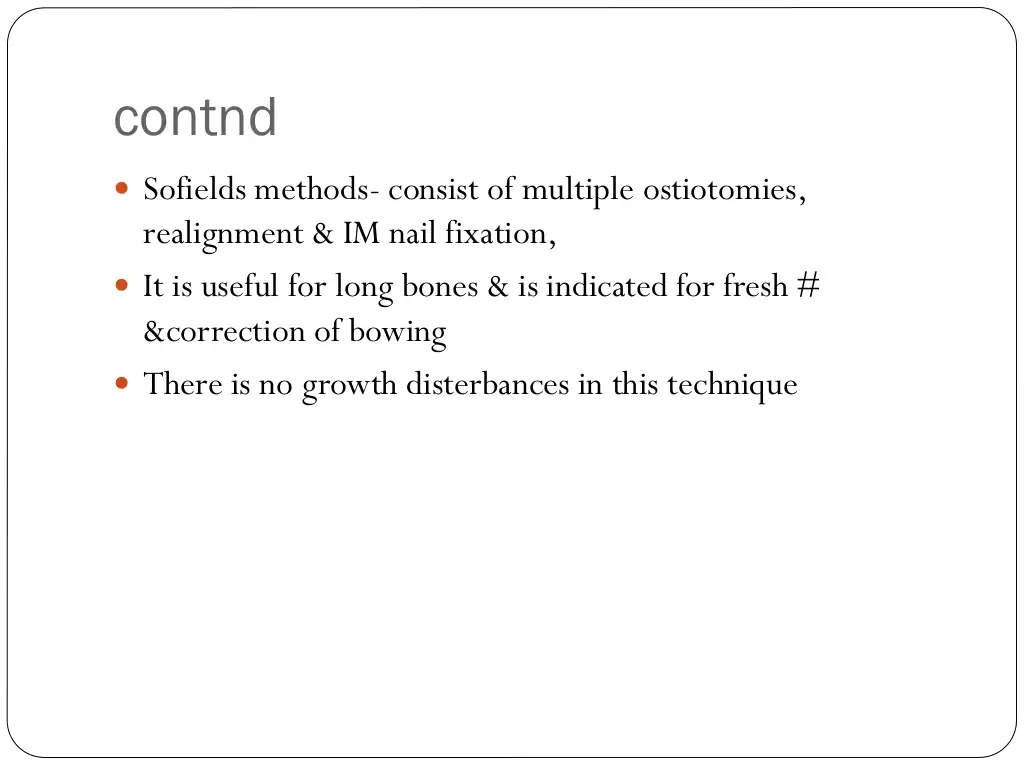 contnd
• Sofields methods- consist of multiple ostiotomies,
realignment & IM nail fixation,
• It is useful for long bones & is indicated for fresh #
&correction of bowing
• There is no growth disterbances in this technique